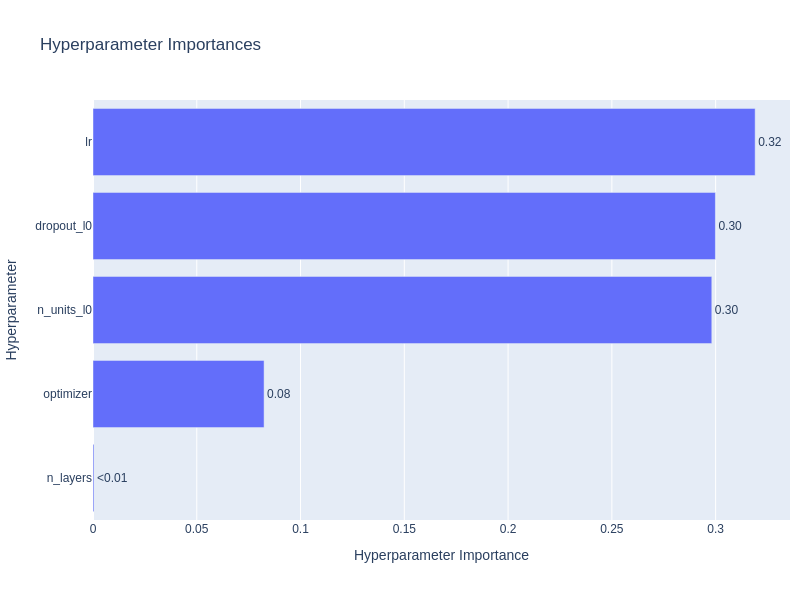 Hyperparameter Importances
lr
0.32
dropout_l0
0.30
n_units_l0
0.30
optimizer
0.08
n_layers
<0.01
0
0.05
0.1
0.15
0.2
0.25
0.3
Hyperparameter Importance
Hyperparameter